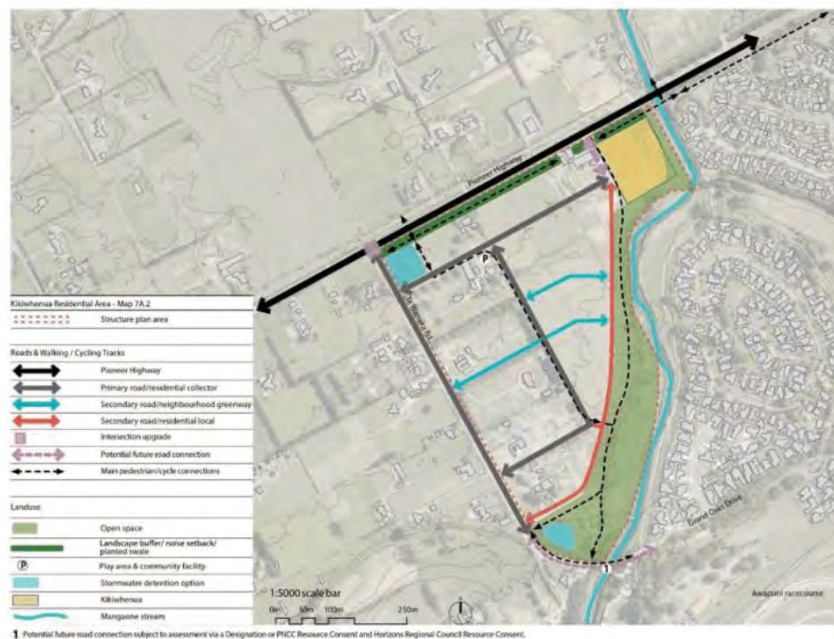 Pioneer Highway
Te Wanaka Rd
P
Kikiwhenua Residential Area - Map 7A.2
Structure plan area
Roads & Walking / Cycling Tracks
Pioneer Highway
Primary road/residential collector
Secondary road/neighbourhood greenway
Secondary road/residential local
Intersection upgrade
Potential future road connection
Main pedestrian/cycle connections
Landuse
Open space
Landscape buffer/ noise setback/
planted swale
P
Play area & community facility
Stormwater detention option
Kikiwhenua
Mangaone stream
Grand Oaks Drive
1
Awapuni racecourse
1:5000 scale bar
0m 50m 100m 250m
1 Potential future road connection subject to assessment via a Designation or PNCC Resource Consent and Horizons Regional Council Resource Consent.